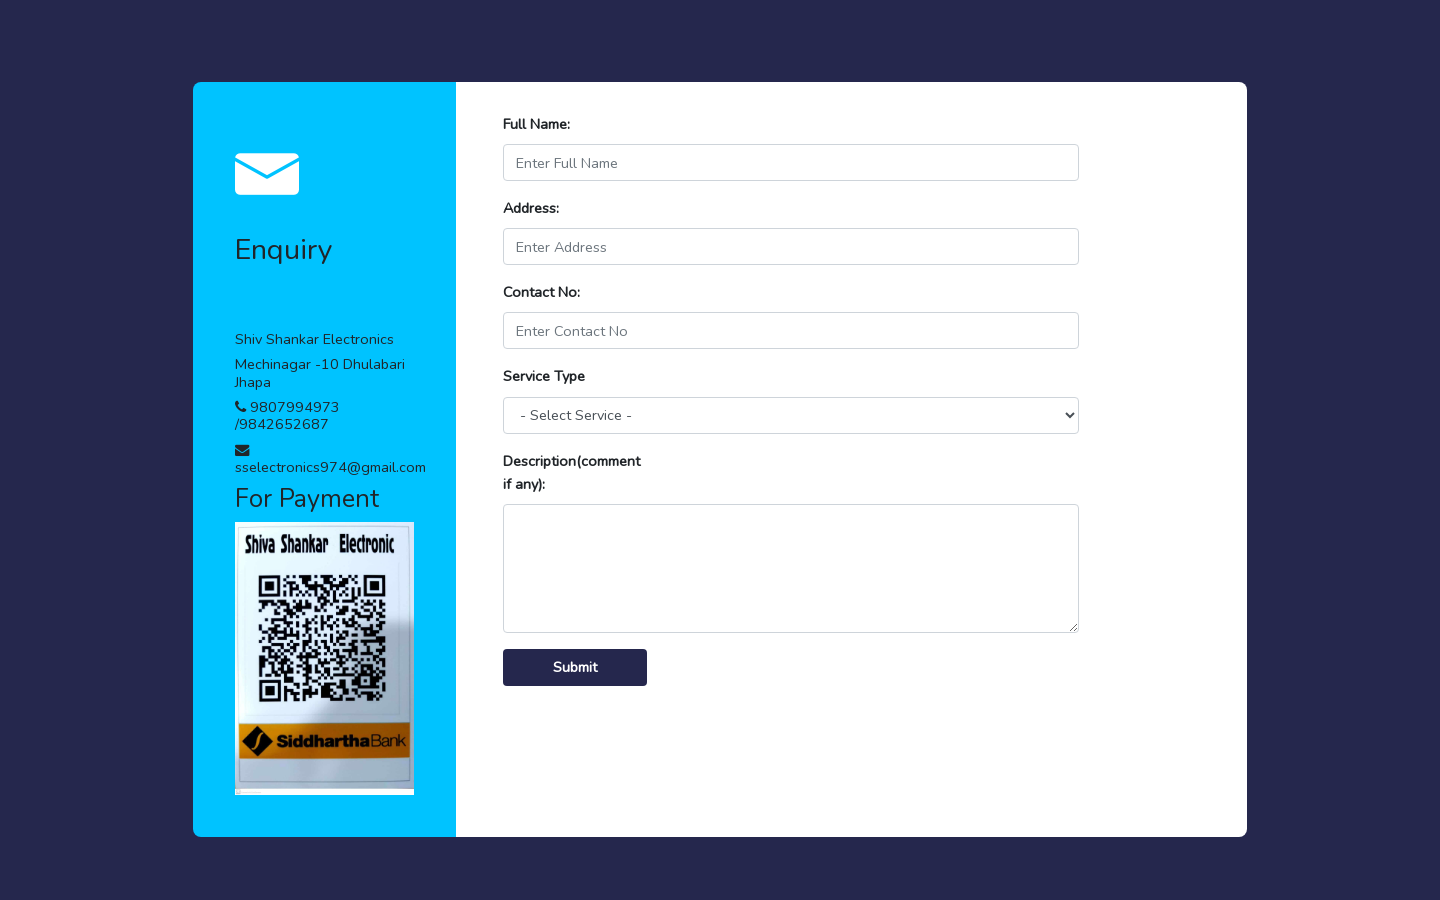 Enquiry
Shiv Shankar Electronics
Mechinagar -10 Dhulabari
Jhapa
9807994973
/9842652687
sselectronics974@gmail.com
For Payment
Shiva Shankar Electronic
SiddharthaBank
Full Name:
Enter Full Name
Address:
Enter Address
Contact No:
Enter Contact No
Service Type
- Select Service -
Description(comment
if any):
Submit